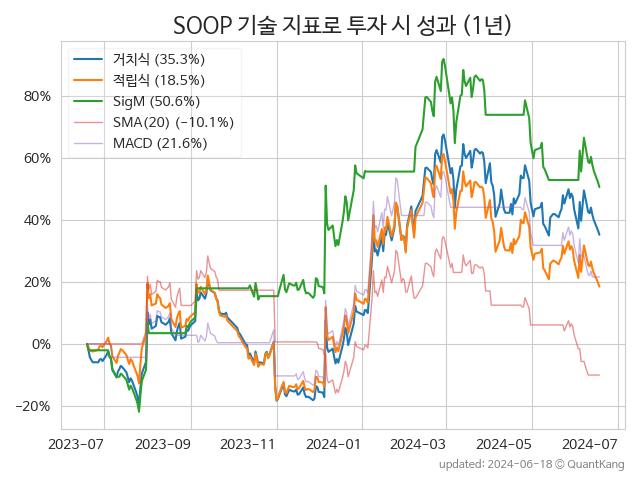 SOOP 기술 지표로 투자 시 성과 (1년)
거치식 (35.3%)
적립식 (18.5%)
SigM (50.6%)
SMA(20) (−10.1%)
MACD (21.6%)
80%
60%
40%
20%
0%
−20%
2023-07 2023-09 2023-11 2024-01 2024-03 2024-05 2024-07
updated: 2024-06-18 © QuantKang